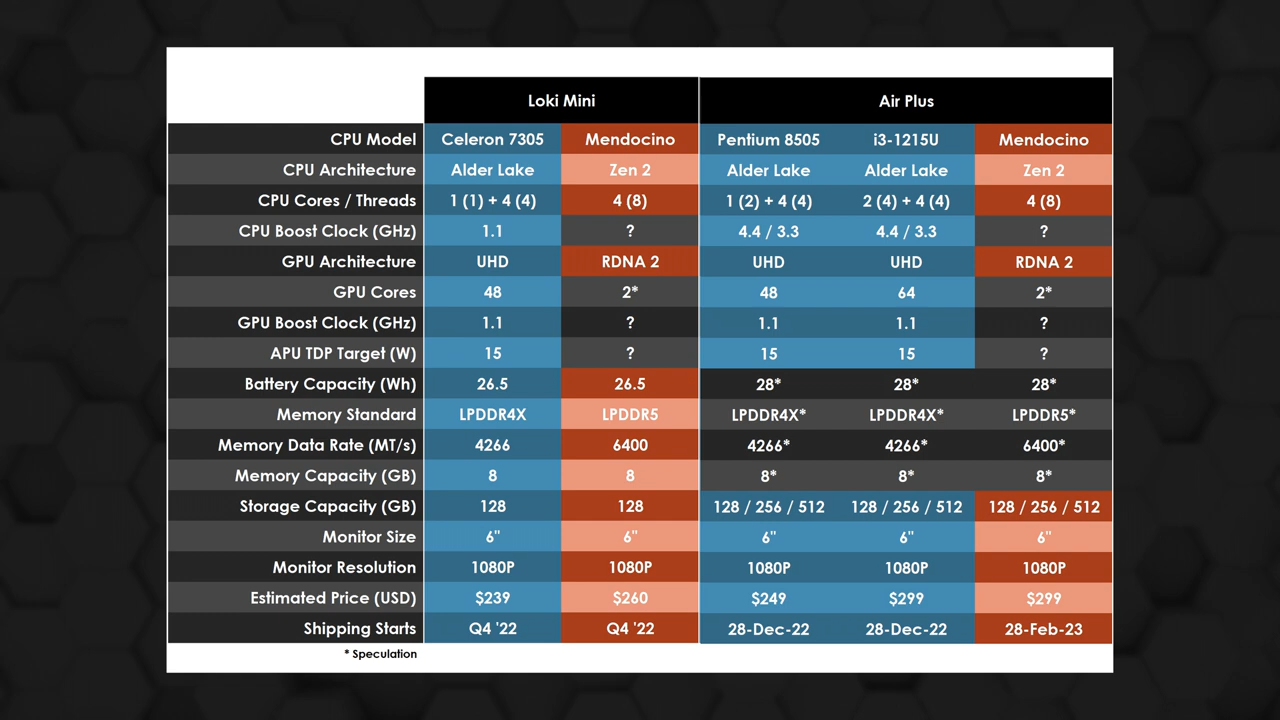 Loki Mini Air Plus
CPU Model Celeron 7305 Mendocino Pentium 8505 i3-1215U Mendocino
CPU Architecture Alder Lake Zen 2 Alder Lake Alder Lake Zen 2
CPU Cores / Threads 1 (1) + 4 (4) 4 (8) 1 (2) + 4 (4) 2 (4) + 4 (4) 4 (8)
CPU Boost Clock (GHz) 1.1 ? 4.4 / 3.3 4.4 / 3.3 ?
GPU Architecture UHD RDNA 2 UHD UHD RDNA 2
GPU Cores 48 2* 48 64 2*
GPU Boost Clock (GHz) 1.1 ? 1.1 1.1 ?
APU TDP Target (W) 15 ? 15 15 ?
Battery Capacity (Wh) 26.5 26.5 28* 28* 28*
Memory Standard LPDDR4X LPDDR5 LPDDR4X* LPDDR4X* LPDDR5*
Memory Data Rate (MT/s) 4266 6400 4266* 4266* 6400*
Memory Capacity (GB) 8 8 8* 8* 8*
Storage Capacity (GB) 128 128 128 / 256 / 512 128 / 256 / 512 128 / 256 / 512
Monitor Size 6" 6" 6" 6" 6"
Monitor Resolution 1080P 1080P 1080P 1080P 1080P
Estimated Price (USD) $239 $260 $249 $299 $299
Shipping Starts Q4 '22 Q4 '22 28-Dec-22 28-Dec-22 28-Feb-23
* Speculation